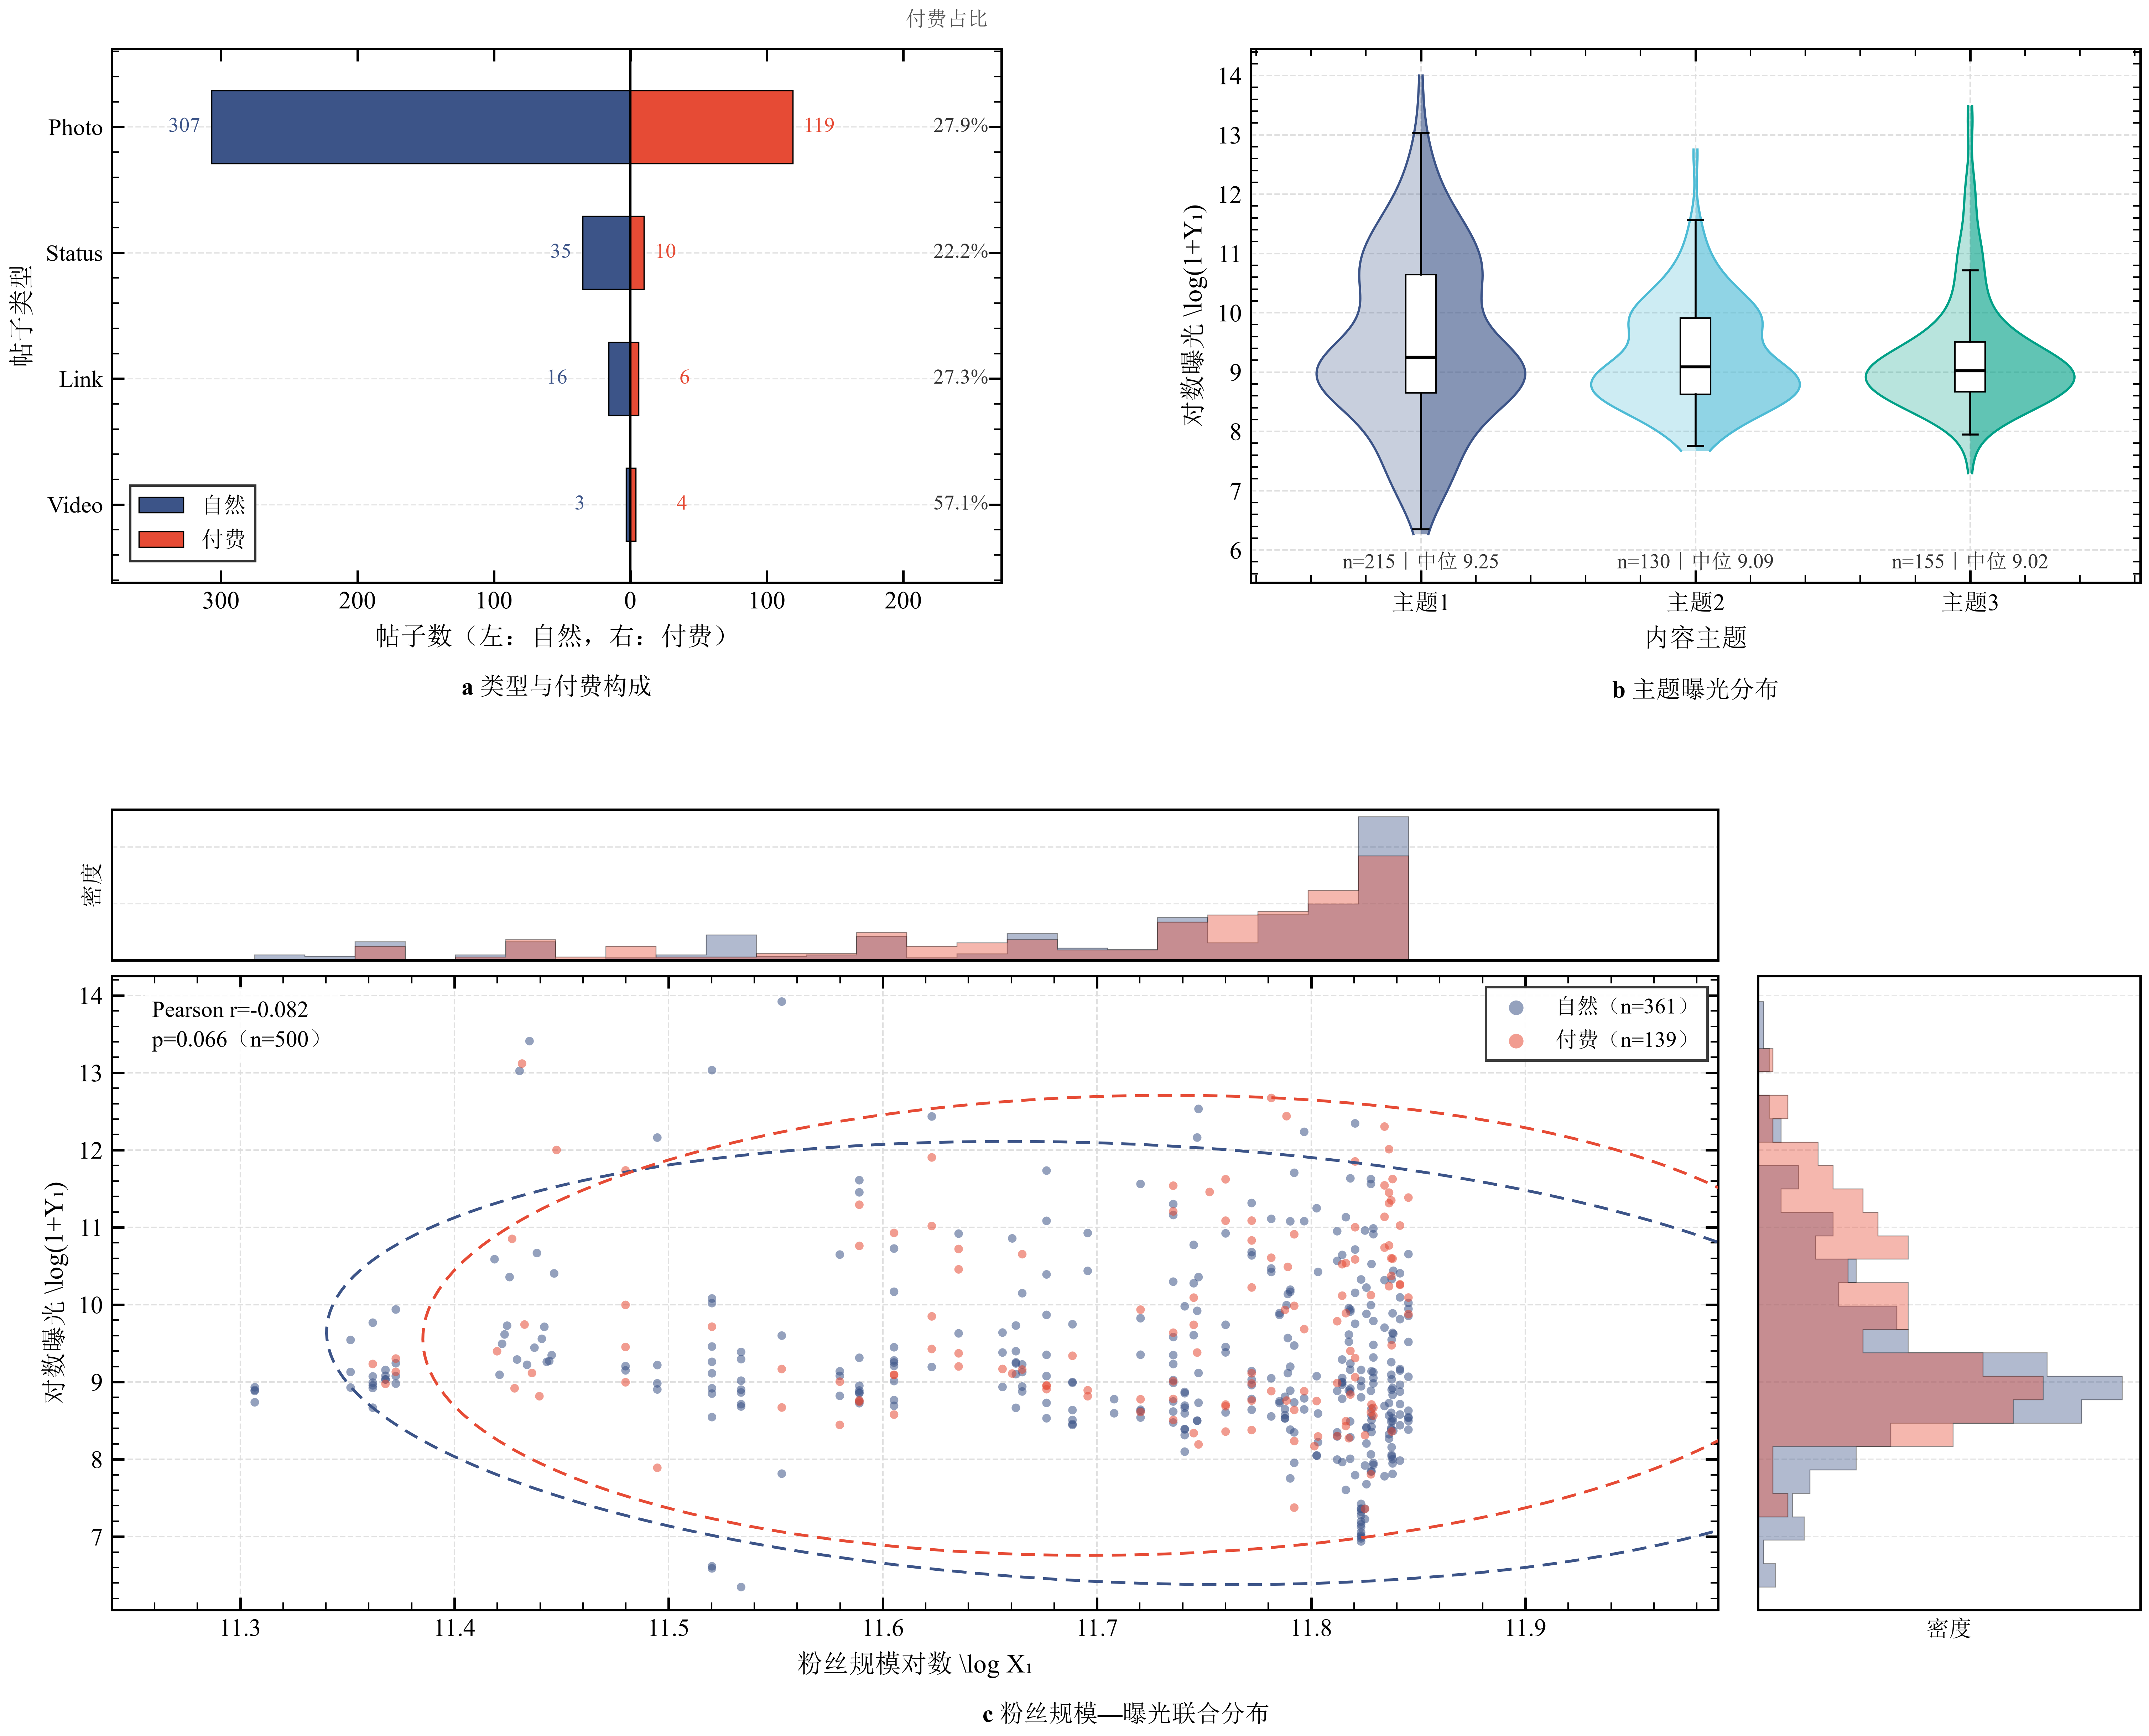 付费占比
帖子类型
Photo
307
119
27.9%
Status
35
10
22.2%
Link
16
6
27.3%
Video
3
4
57.1%
自然
付费
300
200
100
0
100
200
帖子数（左：自然，右：付费）
a 类型与付费构成
对数曝光 \log(1+Y₁)
14
13
12
11
10
9
8
7
6
n=215｜中位 9.25
n=130｜中位 9.09
n=155｜中位 9.02
主题1
主题2
主题3
内容主题
b 主题曝光分布
密度
对数曝光 \log(1+Y₁)
14
13
12
11
10
9
8
7
Pearson r=-0.082
p=0.066（n=500）
自然（n=361）
付费（n=139）
11.3
11.4
11.5
11.6
11.7
11.8
11.9
粉丝规模对数 \log X₁
密度
c 粉丝规模—曝光联合分布